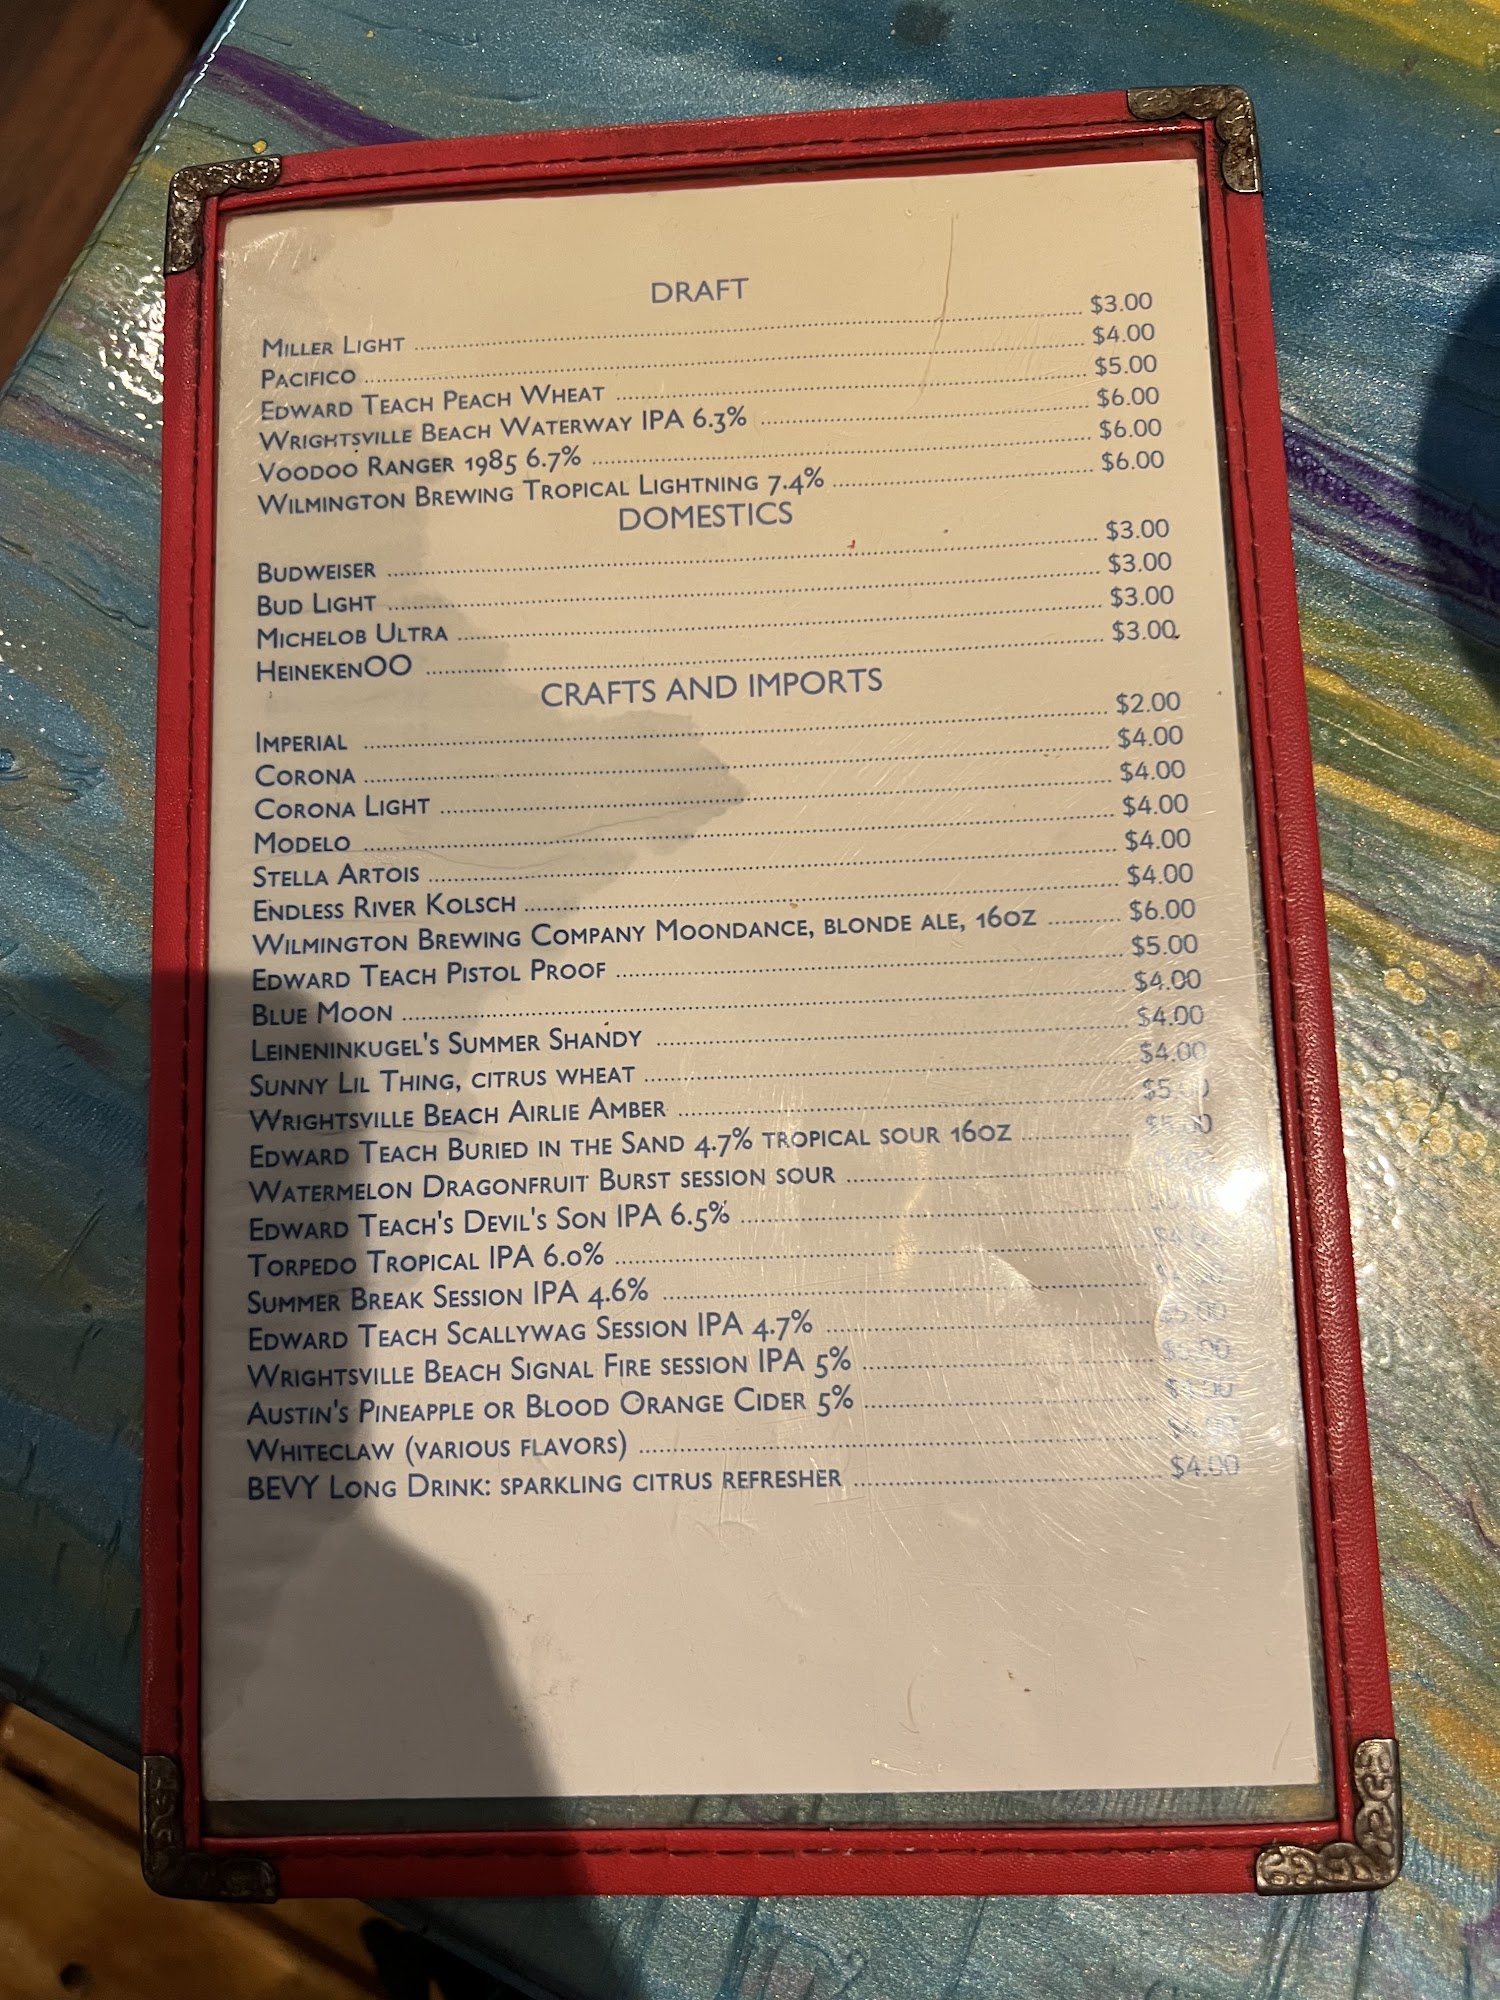 DRAFT
MILLER LIGHT ........ $3.00
PACIFICO ........ $4.00
EDWARD TEACH PEACH WHEAT ........ $5.00
WRIGHTSVILLE BEACH WATERWAY IPA 6.3% ........ $6.00
VOODOO RANGER 1985 6.7% ........ $6.00
WILMINGTON BREWING TROPICAL LIGHTNING 7.4% ........ $6.00
DOMESTICS
BUDWEISER ........ $3.00
BUD LIGHT ........ $3.00
MICHELOB ULTRA ........ $3.00
HEINEKENOO ........ $3.00
CRAFTS AND IMPORTS
IMPERIAL ........ $2.00
CORONA ........ $4.00
CORONA LIGHT ........ $4.00
MODELO ........ $4.00
STELLA ARTOIS ........ $4.00
ENDLESS RIVER KOLSCH ........ $4.00
WILMINGTON BREWING COMPANY MOONDANCE, BLONDE ALE, 16OZ ........ $6.00
EDWARD TEACH PISTOL PROOF ........ $5.00
BLUE MOON ........ $4.00
LEINENINKUGEL'S SUMMER SHANDY ........ $4.00
SUNNY LIL THING, CITRUS WHEAT ........ $4.00
WRIGHTSVILLE BEACH AIRLIE AMBER ........ $5.00
EDWARD TEACH BURIED IN THE SAND 4.7% TROPICAL SOUR 16OZ ........ $5.00
WATERMELON DRAGONFRUIT BURST SESSION SOUR ........
EDWARD TEACH'S DEVIL'S SON IPA 6.5% ........
TORPEDO TROPICAL IPA 6.0% ........
SUMMER BREAK SESSION IPA 4.6% ........
EDWARD TEACH SCALLYWAG SESSION IPA 4.7% ........ $5.00
WRIGHTSVILLE BEACH SIGNAL FIRE SESSION IPA 5% ........
AUSTIN'S PINEAPPLE OR BLOOD ORANGE CIDER 5% ........
WHITECLAW (VARIOUS FLAVORS) ........
BEVY LONG DRINK: SPARKLING CITRUS REFRESHER ........ $4.00